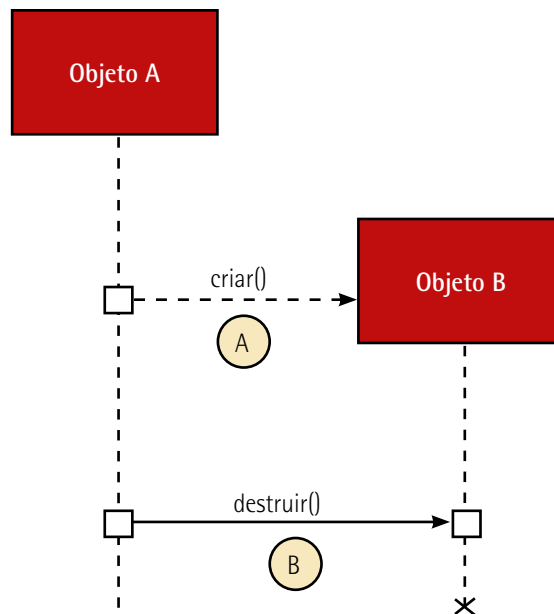 Objeto A
criar()
Objeto B
A
destruir()
B